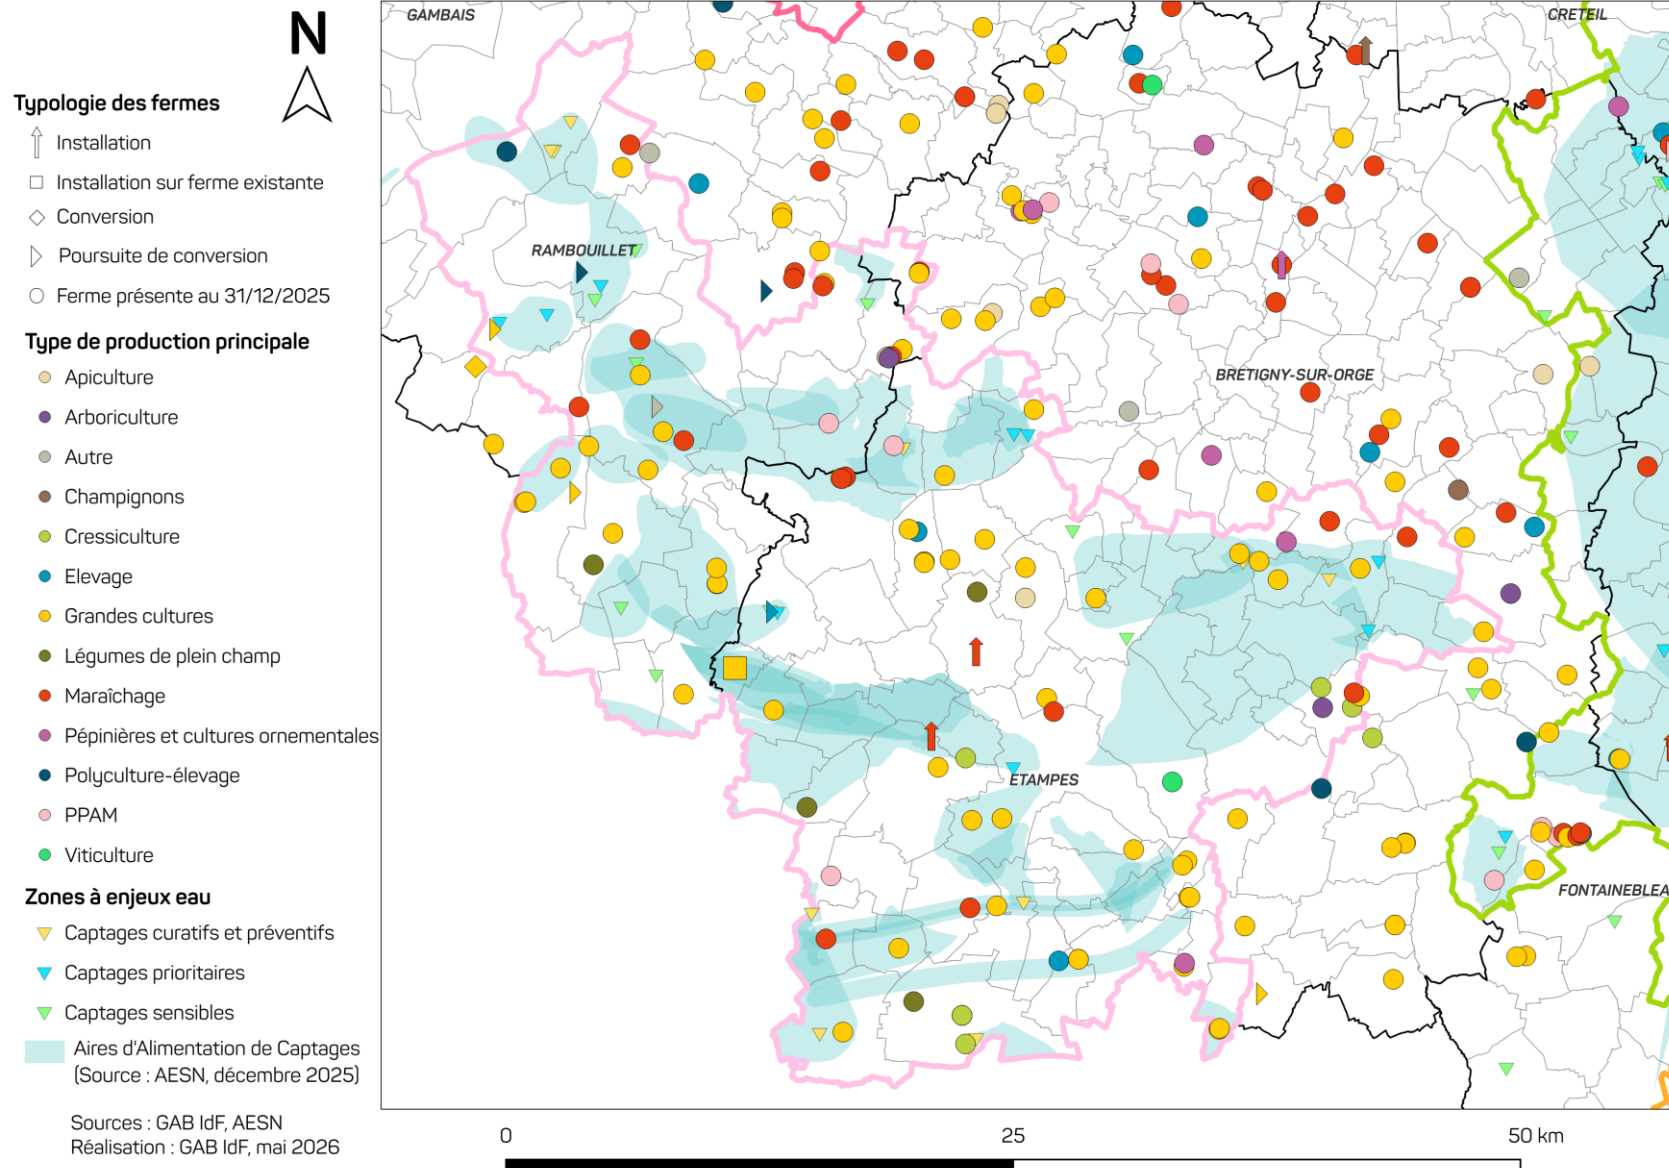 N
Typologie des fermes
Installation
Installation sur ferme existante
Conversion
Poursuite de conversion
Ferme présente au 31/12/2025
Type de production principale
Apiculture
Arboriculture
Autre
Champignons
Cressiculture
Elevage
Grandes cultures
Légumes de plein champ
Maraîchage
Pépinières et cultures ornementales
Polyculture-élevage
PPAM
Viticulture
Zones à enjeux eau
Captages curatifs et préventifs
Captages prioritaires
Captages sensibles
Aires d'Alimentation de Captages
(Source : AESN, décembre 2025)
Sources : GAB IdF, AESN
Réalisation : GAB IdF, mai 2026
GAMBAIS
CRETEIL
RAMBOUILLET
BRETIGNY-SUR-ORGE
ETAMPES
FONTAINEBLEA
0 25 50 km